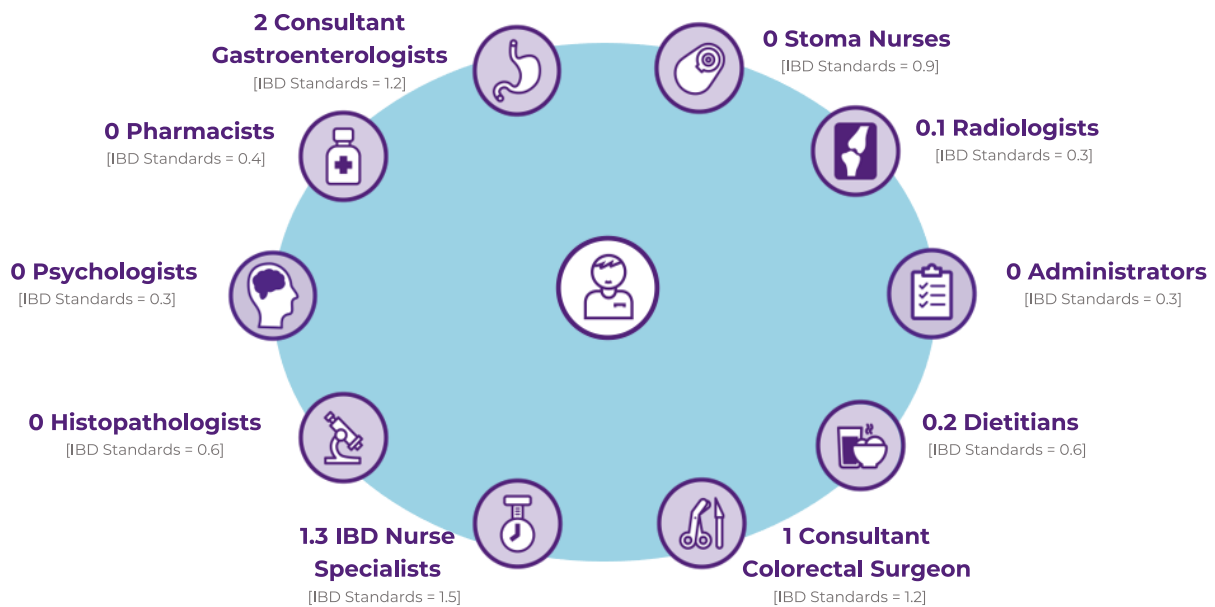 2 Consultant
Gastroenterologists
[IBD Standards = 1.2]
0 Stoma Nurses
[IBD Standards = 0.9]
0 Pharmacists
[IBD Standards = 0.4]
0.1 Radiologists
[IBD Standards = 0.3]
0 Psychologists
[IBD Standards = 0.3]
0 Administrators
[IBD Standards = 0.3]
0 Histopathologists
[IBD Standards = 0.6]
0.2 Dietitians
[IBD Standards = 0.6]
1.3 IBD Nurse
Specialists
[IBD Standards = 1.5]
1 Consultant
Colorectal Surgeon
[IBD Standards = 1.2]